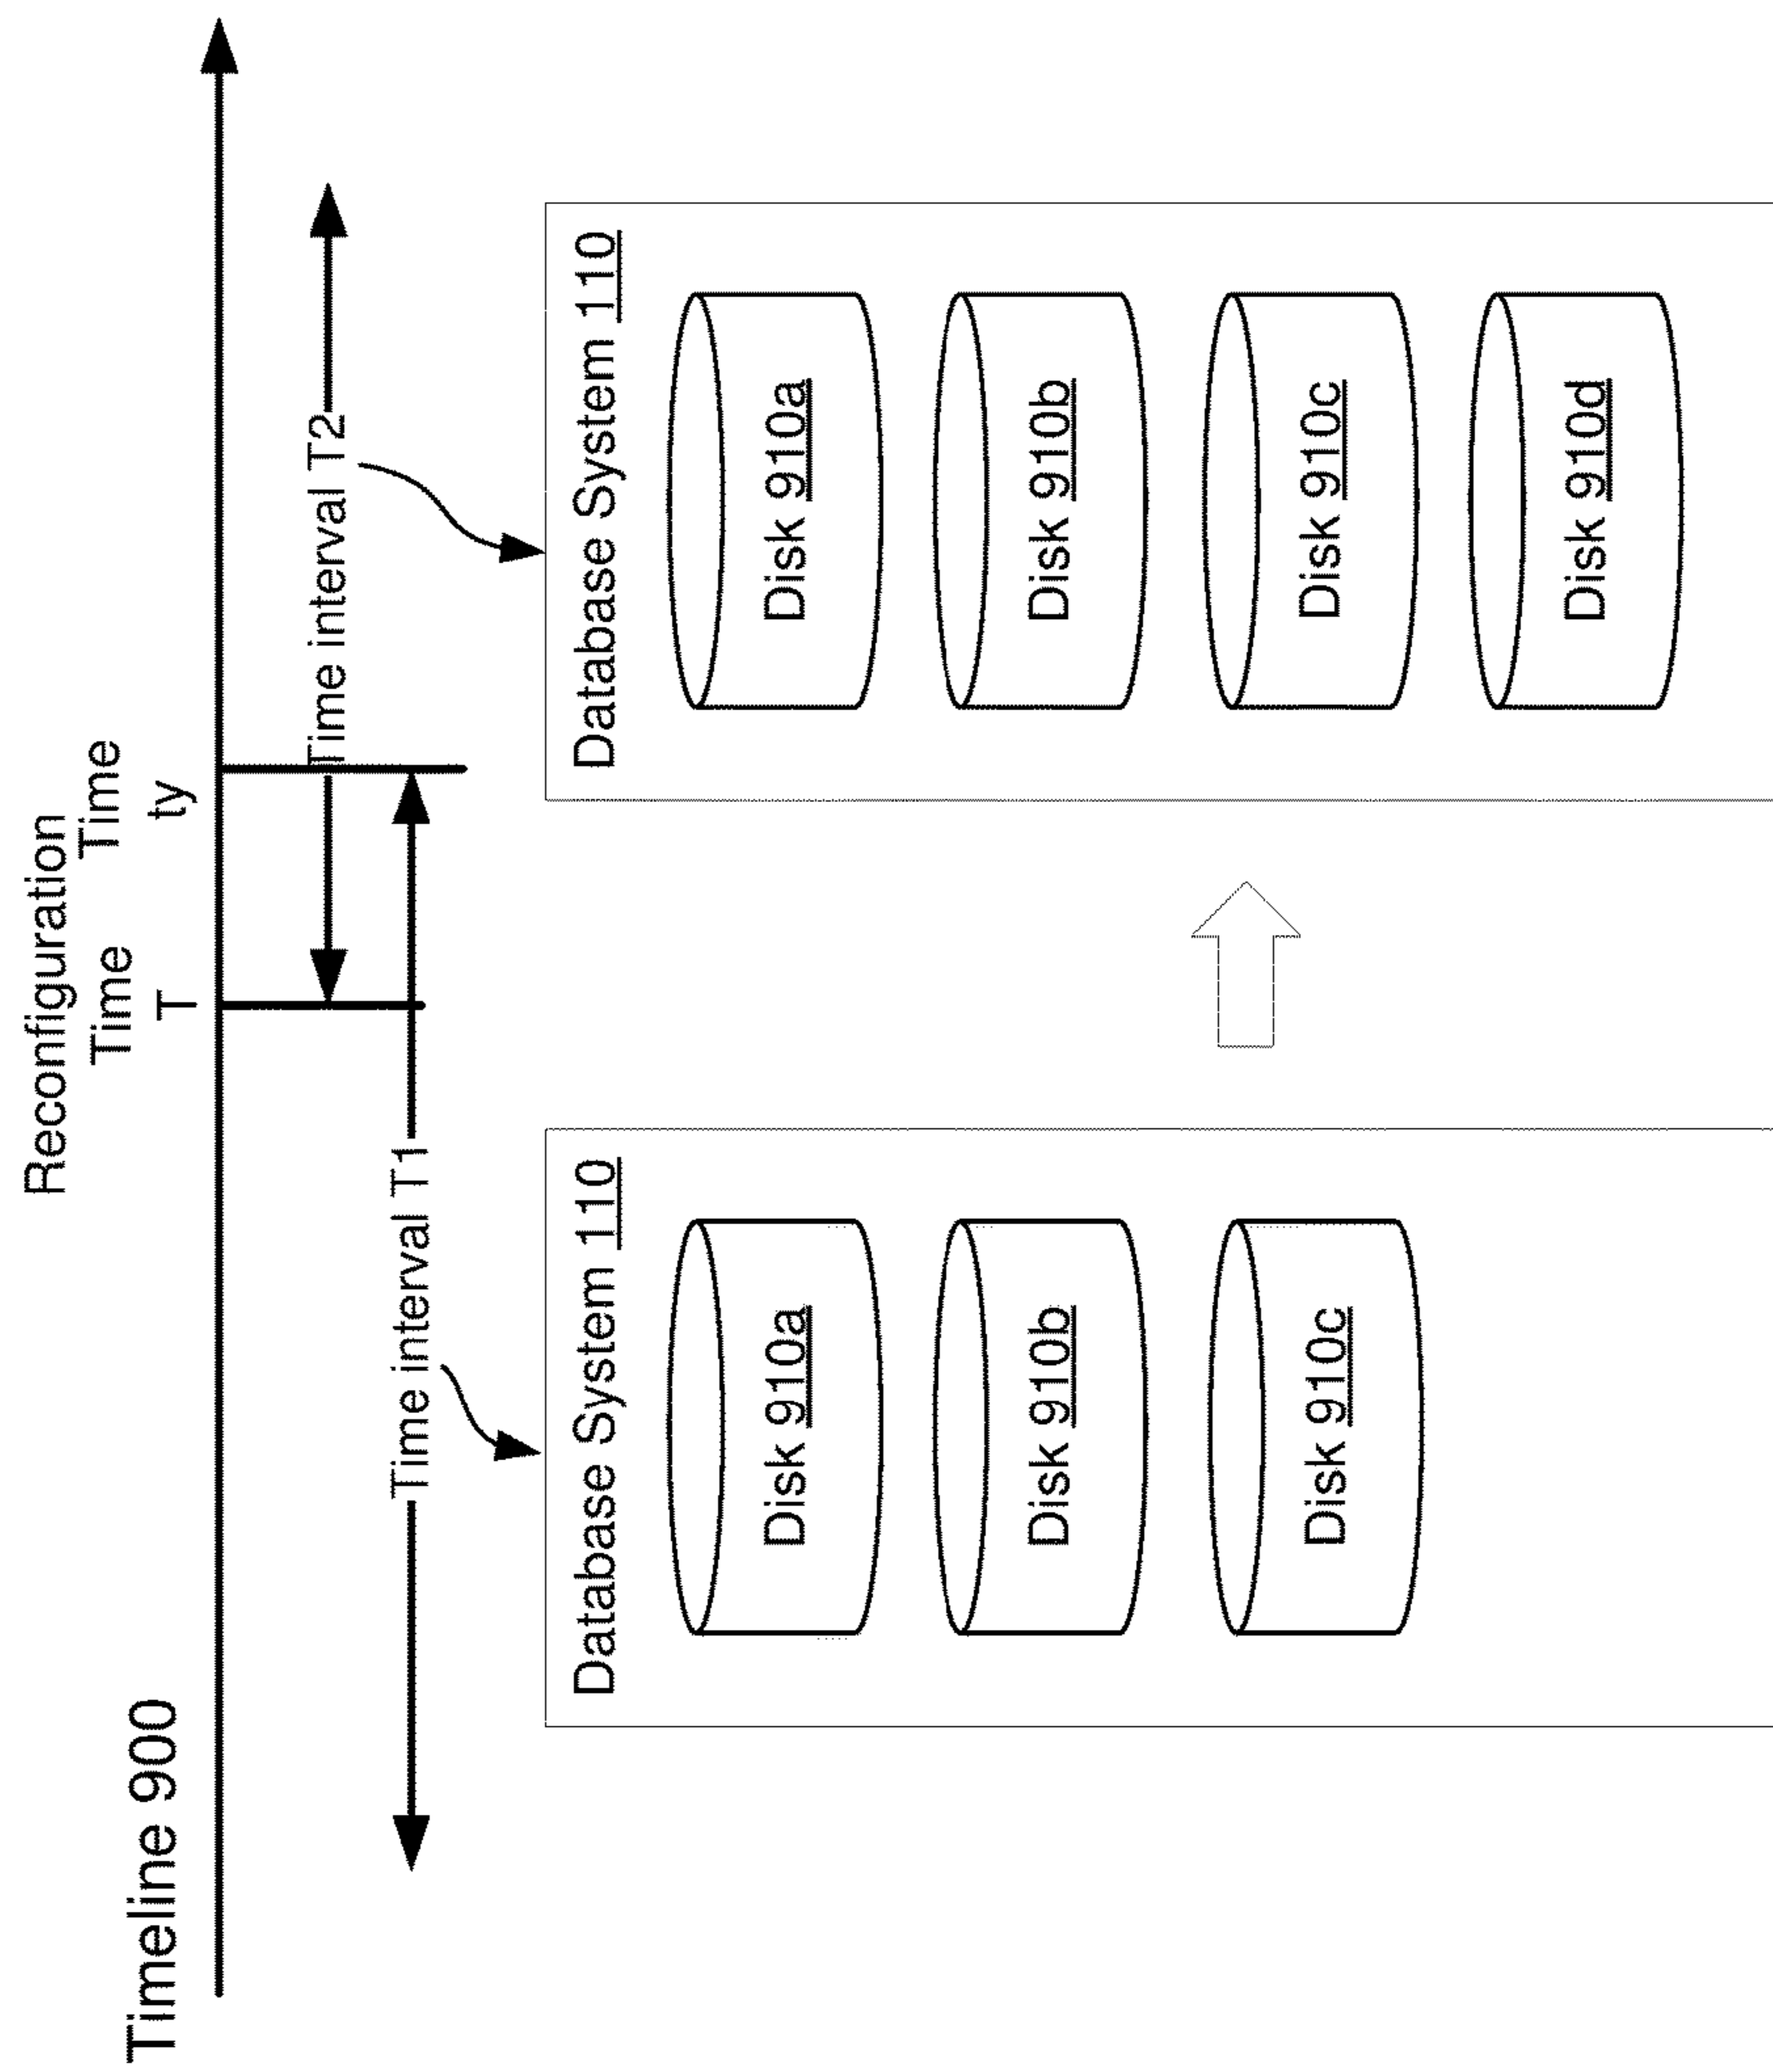 Timeline 900
Reconfiguration
Time
T
Time
ty
Time interval T2
Time interval T1
Database System 110
Disk 910a
Disk 910b
Disk 910c
Database System 110
Disk 910a
Disk 910b
Disk 910c
Disk 910d